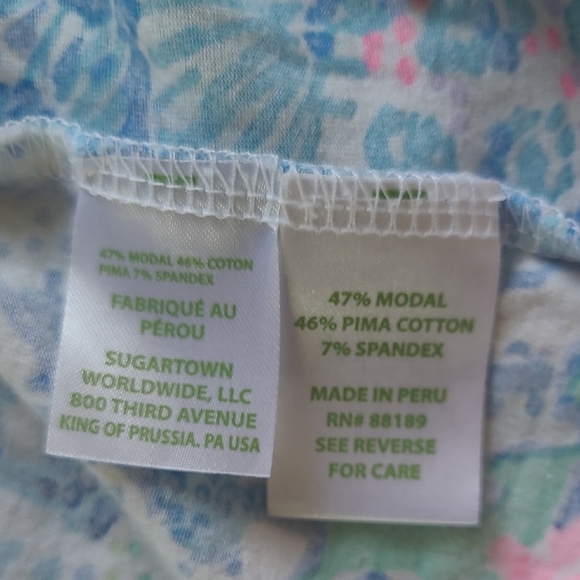 47% MODAL 46% COTON
PIMA 7% SPANDEX
FABRIQUÉ AU
PÉROU
SUGARTOWN
WORLDWIDE, LLC
800 THIRD AVENUE
KING OF PRUSSIA. PA USA
47% MODAL
46% PIMA COTTON
7% SPANDEX
MADE IN PERU
RN# 88189
SEE REVERSE
FOR CARE